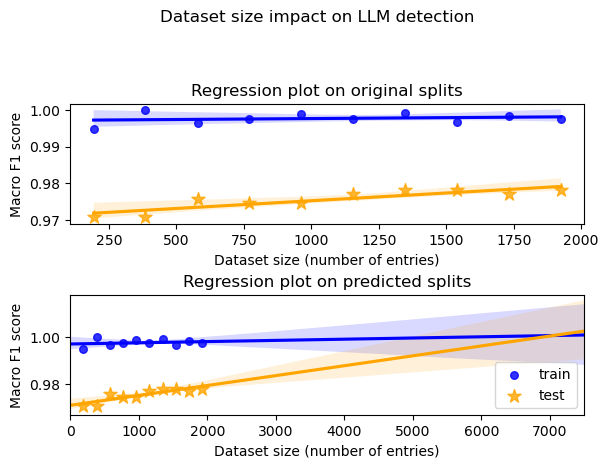 Dataset size impact on LLM detection
Regression plot on original splits
Macro F1 score
1.00
0.99
0.98
0.97
250 500 750 1000 1250 1500 1750 2000
Dataset size (number of entries)
Regression plot on predicted splits
Macro F1 score
1.00
0.98
train
test
0 1000 2000 3000 4000 5000 6000 7000
Dataset size (number of entries)